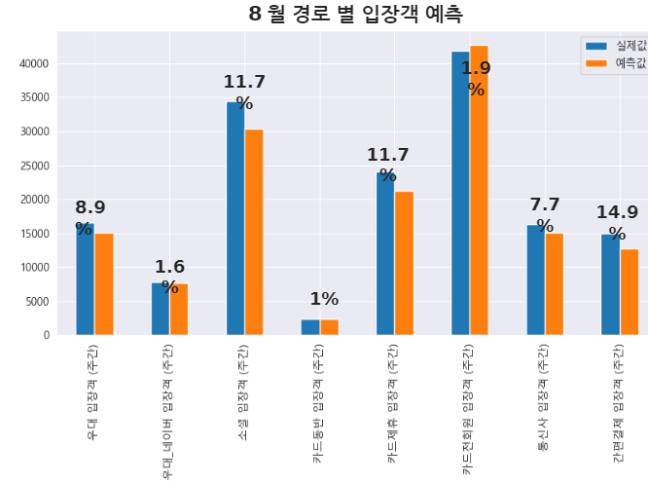 8 월 경로 별 입장객 예측
실제값
예측값
40000
35000
30000
25000
20000
15000
10000
5000
0
8.9
%
1.6
%
11.7
%
1%
11.7
%
1.9
%
7.7
%
14.9
%
우대 입장객 (주간)
우대_네이버 입장객 (주간)
소셜 입장객 (주간)
카드동반 입장객 (주간)
카드제휴 입장객 (주간)
카드전회원 입장객 (주간)
통신사 입장객 (주간)
간편결제 입장객 (주간)